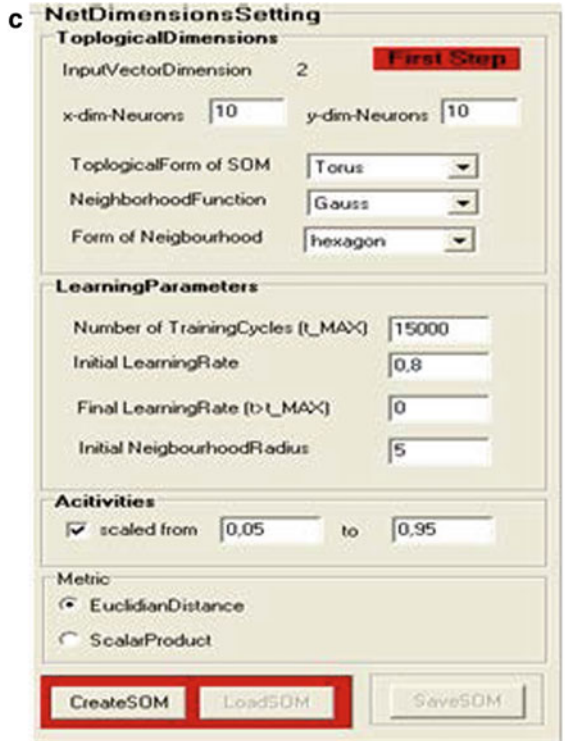 c
NetDimensionsSetting
ToplogicalDimensions
First Step
InputVectorDimension 2
x-dim-Neurons 10 y-dim-Neurons 10
ToplogicalForm of SOM Torus
NeighborhoodFunction Gauss
Form of Neigbourhood hexagon
LearningParameters
Number of TrainingCycles (t_MAX) 15000
Initial LearningRate 0,8
Final LearningRate (t>t_MAX) 0
Initial NeigbourhoodRadius 5
Acitivities
scaled from 0,05 to 0,95
Metric
EuclidianDistance
ScalarProduct
CreateSOM LoadSOM SaveSOM